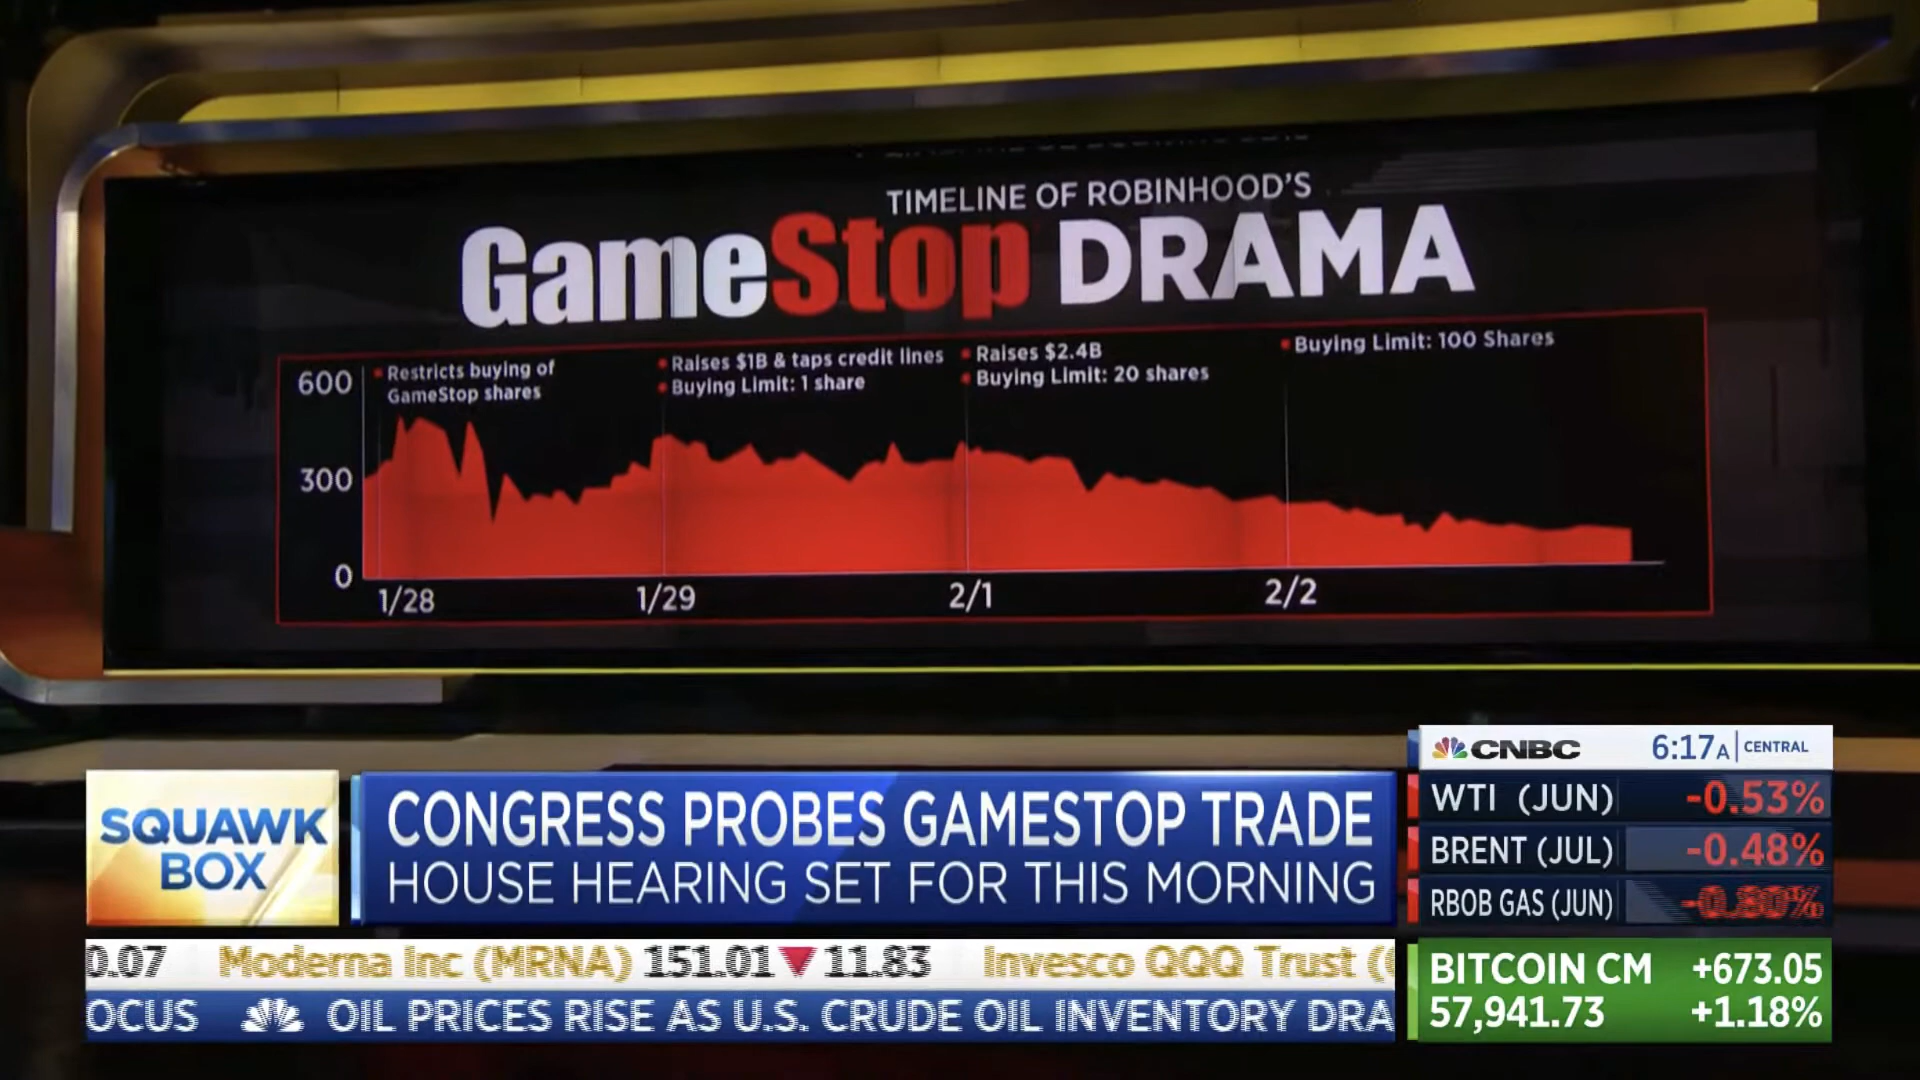 TIMELINE OF ROBINHOOD'S
GameStop DRAMA
600
300
0
Restricts buying of
GameStop shares
Raises $1B & taps credit lines
Buying Limit: 1 share
Raises $2.4B
Buying Limit: 20 shares
Buying Limit: 100 Shares
1/28 1/29 2/1 2/2
SQUAWK
BOX
CONGRESS PROBES GAMESTOP TRADE
HOUSE HEARING SET FOR THIS MORNING
CNBC 6:17A CENTRAL
WTI (JUN) -0.53%
BRENT (JUL) -0.48%
RBOB GAS (JUN) -0.80%
BITCOIN CM +673.05
57,941.73 +1.18%
0.07 Moderna Inc (MRNA) 151.01▼11.83 Invesco QQQ Trust (
OCUS OIL PRICES RISE AS U.S. CRUDE OIL INVENTORY DRA